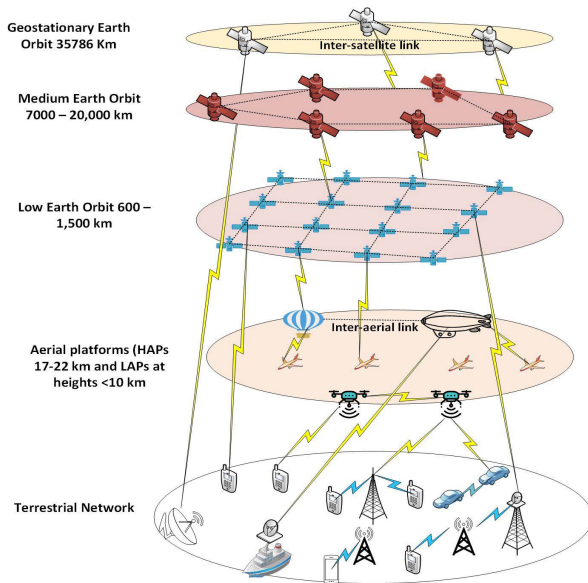 Geostationary Earth
Orbit 35786 Km
Inter-satellite link
Medium Earth Orbit
7000 – 20,000 km
Low Earth Orbit 600 –
1,500 km
Inter-aerial link
Aerial platforms (HAPs
17-22 km and LAPs at
heights <10 km
Terrestrial Network